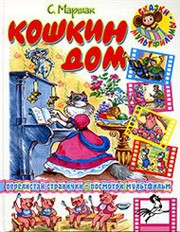 С. Маршак
СКАЗКИ
МУЛЬТФИЛЬМЫ
КОШКИН
ДОМ
ПЕРЕЛИСТАЙ СТРАНИЧКИ - ПОСМОТРИ МУЛЬТФИЛЬМ